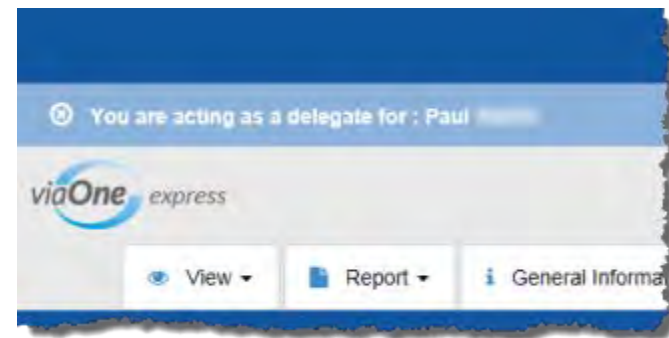 You are acting as a delegate for : Paul
viaOne express
View
Report
i General Informa